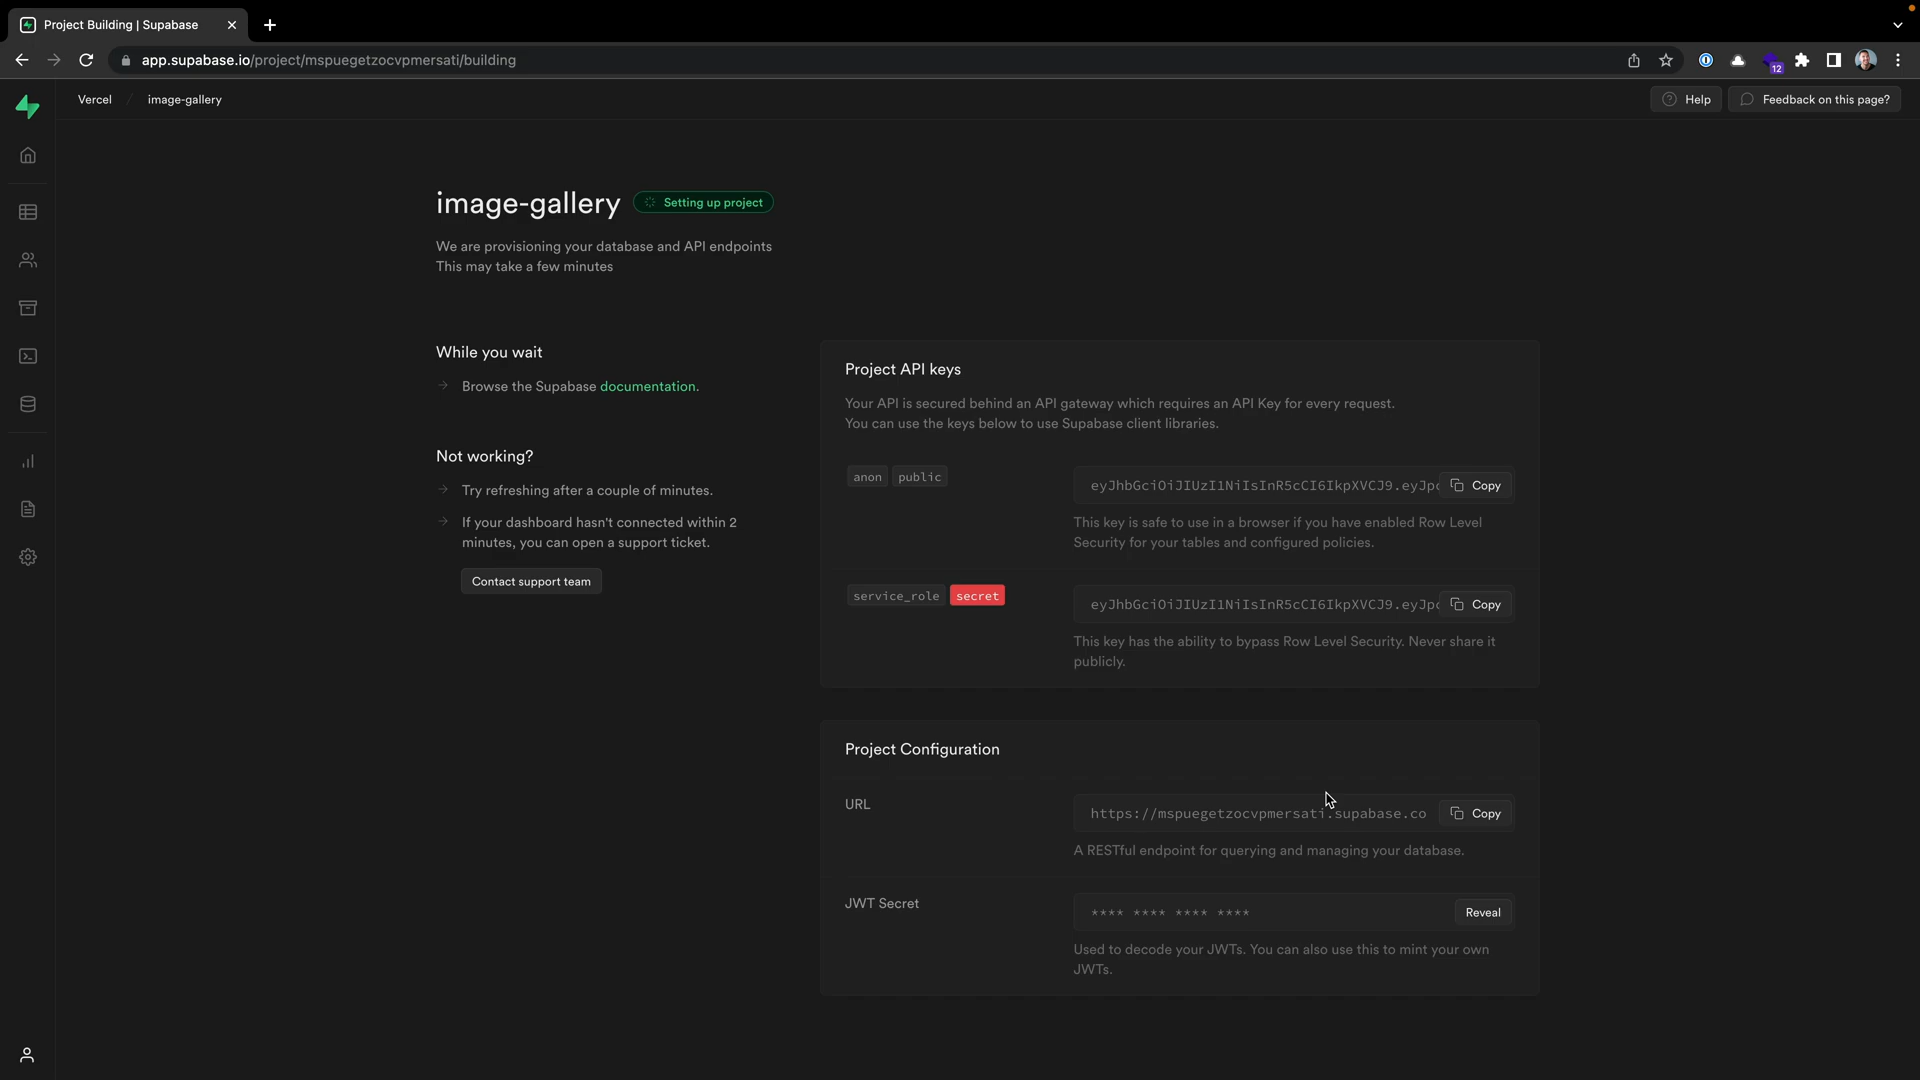 Project Building | Supabase
app.supabase.io/project/mspuegetzocvpmersati/building
12
Vercel / image-gallery
Help
Feedback on this page?
image-gallery
Setting up project
We are provisioning your database and API endpoints
This may take a few minutes
While you wait
Browse the Supabase documentation.
Not working?
Try refreshing after a couple of minutes.
If your dashboard hasn't connected within 2
minutes, you can open a support ticket.
Contact support team
Project API keys
Your API is secured behind an API gateway which requires an API Key for every request.
You can use the keys below to use Supabase client libraries.
anon public
eyJhbGciOiJIUzI1NiIsInR5cCI6IkpXVCJ9.eyJpc
Copy
This key is safe to use in a browser if you have enabled Row Level
Security for your tables and configured policies.
service_role secret
eyJhbGciOiJIUzI1NiIsInR5cCI6IkpXVCJ9.eyJpc
Copy
This key has the ability to bypass Row Level Security. Never share it
publicly.
Project Configuration
URL
https://mspuegetzocvpmersati.supabase.co
Copy
A RESTful endpoint for querying and managing your database.
JWT Secret
**** **** **** ****
Reveal
Used to decode your JWTs. You can also use this to mint your own
JWTs.